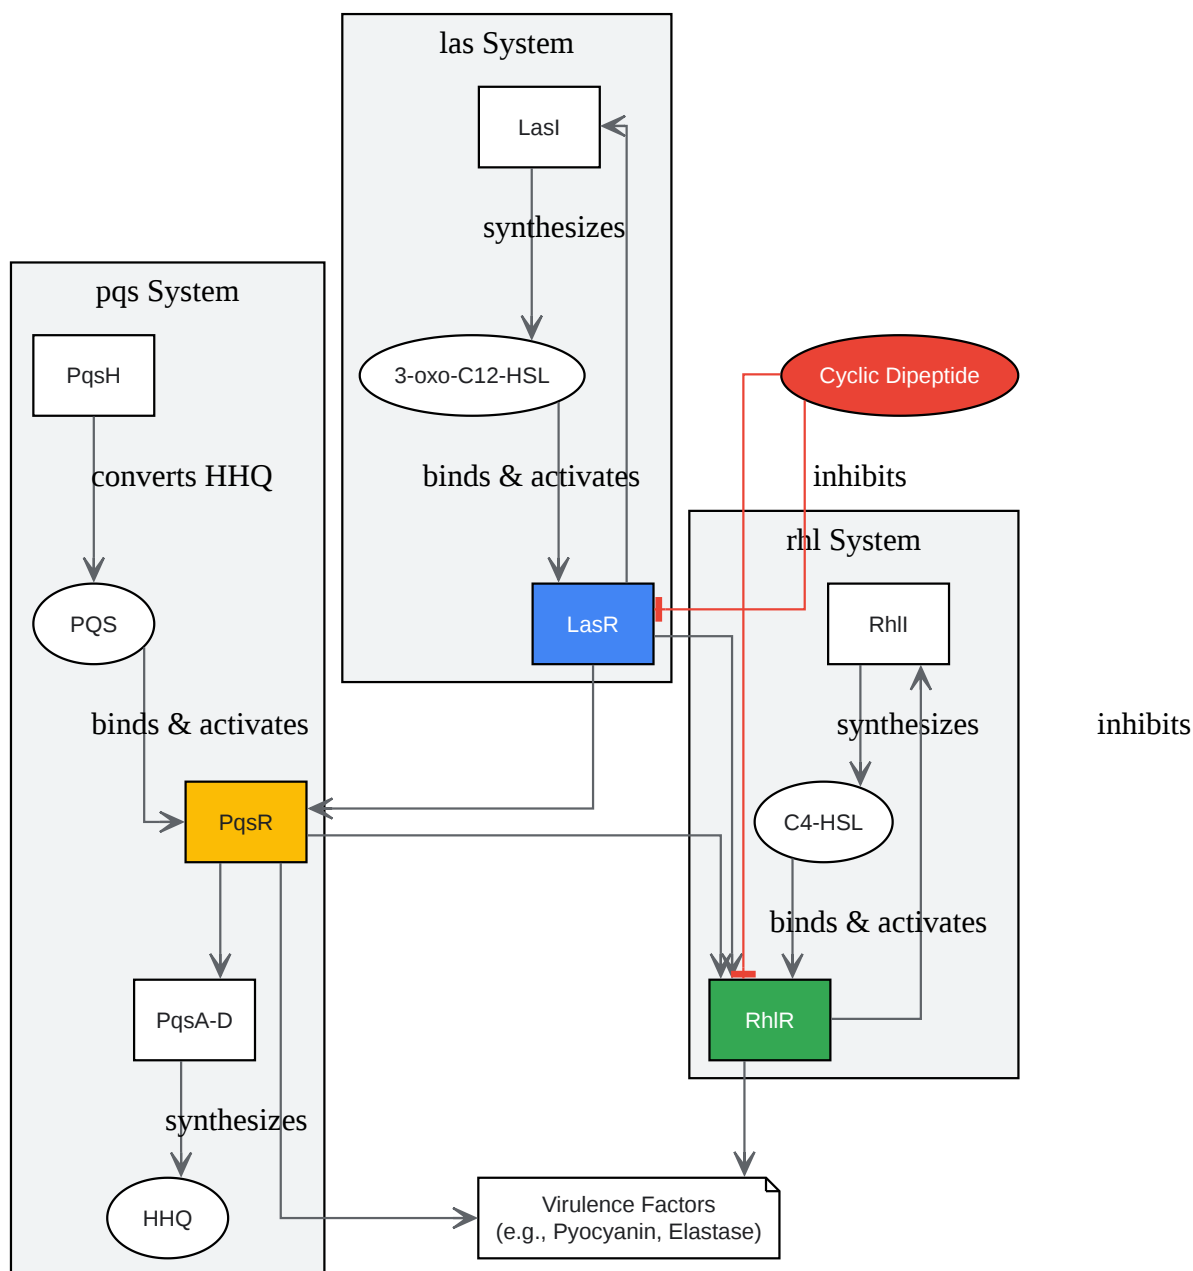 las System
LasI
synthesizes
pqs System
PqsH
3-oxo-C12-HSL
Cyclic Dipeptide
converts HHQ
binds & activates
inhibits
rhl System
PQS
LasR
RhlI
binds & activates
synthesizes
inhibits
PqsR
C4-HSL
binds & activates
PqsA-D
RhlR
synthesizes
HHQ
Virulence Factors
(e.g., Pyocyanin, Elastase)